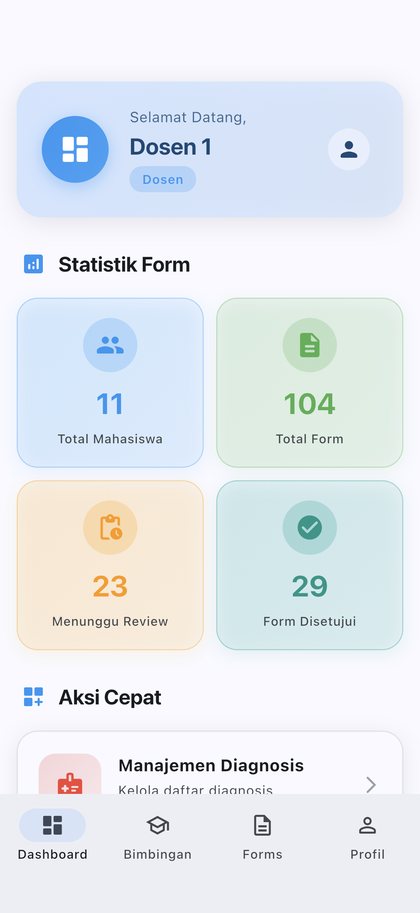 Selamat Datang,
Dosen 1
Dosen
Statistik Form
11
Total Mahasiswa
104
Total Form
23
Menunggu Review
29
Form Disetujui
Aksi Cepat
Manajemen Diagnosis
Kelola daftar diagnosis
Dashboard
Bimbingan
Forms
Profil